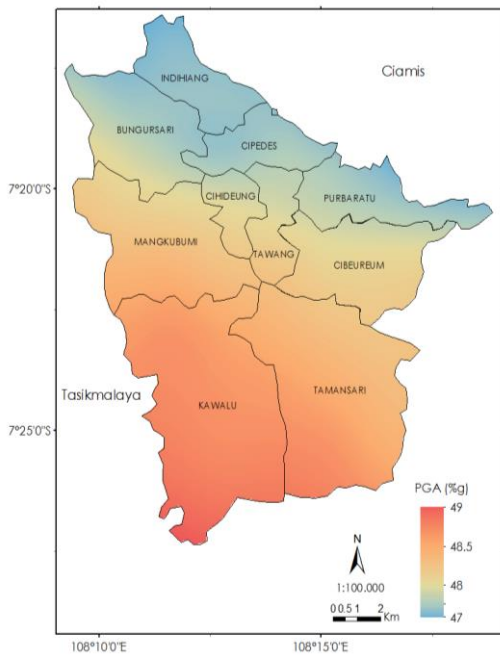 Ciamis
INDIHIANG
BUNGURSARI
CIPEDES
7°20'0"S
CIHIDEUNG
PURBARATU
MANGKUBUMI
TAWANG
CIBEUREUM
Tasikmalaya
KAWALU
TAMANSARI
7°25'0"S
PGA (%g)
49
48.5
48
47
N
1:100.000
0 0.5 1 2
Km
108°10'0"E
108°15'0"E